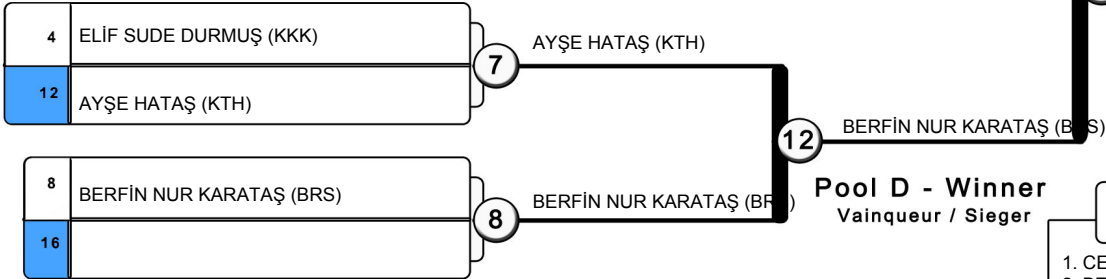 4 ELİF SUDE DURMUŞ (KKK)
12 AYŞE HATAŞ (KTH)
7 AYŞE HATAŞ (KTH)
8 BERFİN NUR KARATAŞ (BRS)
16
8 BERFİN NUR KARATAŞ
12 BERFİN NUR KARATAŞ
Pool D - Winner
Vainqueur / Sieger
1.